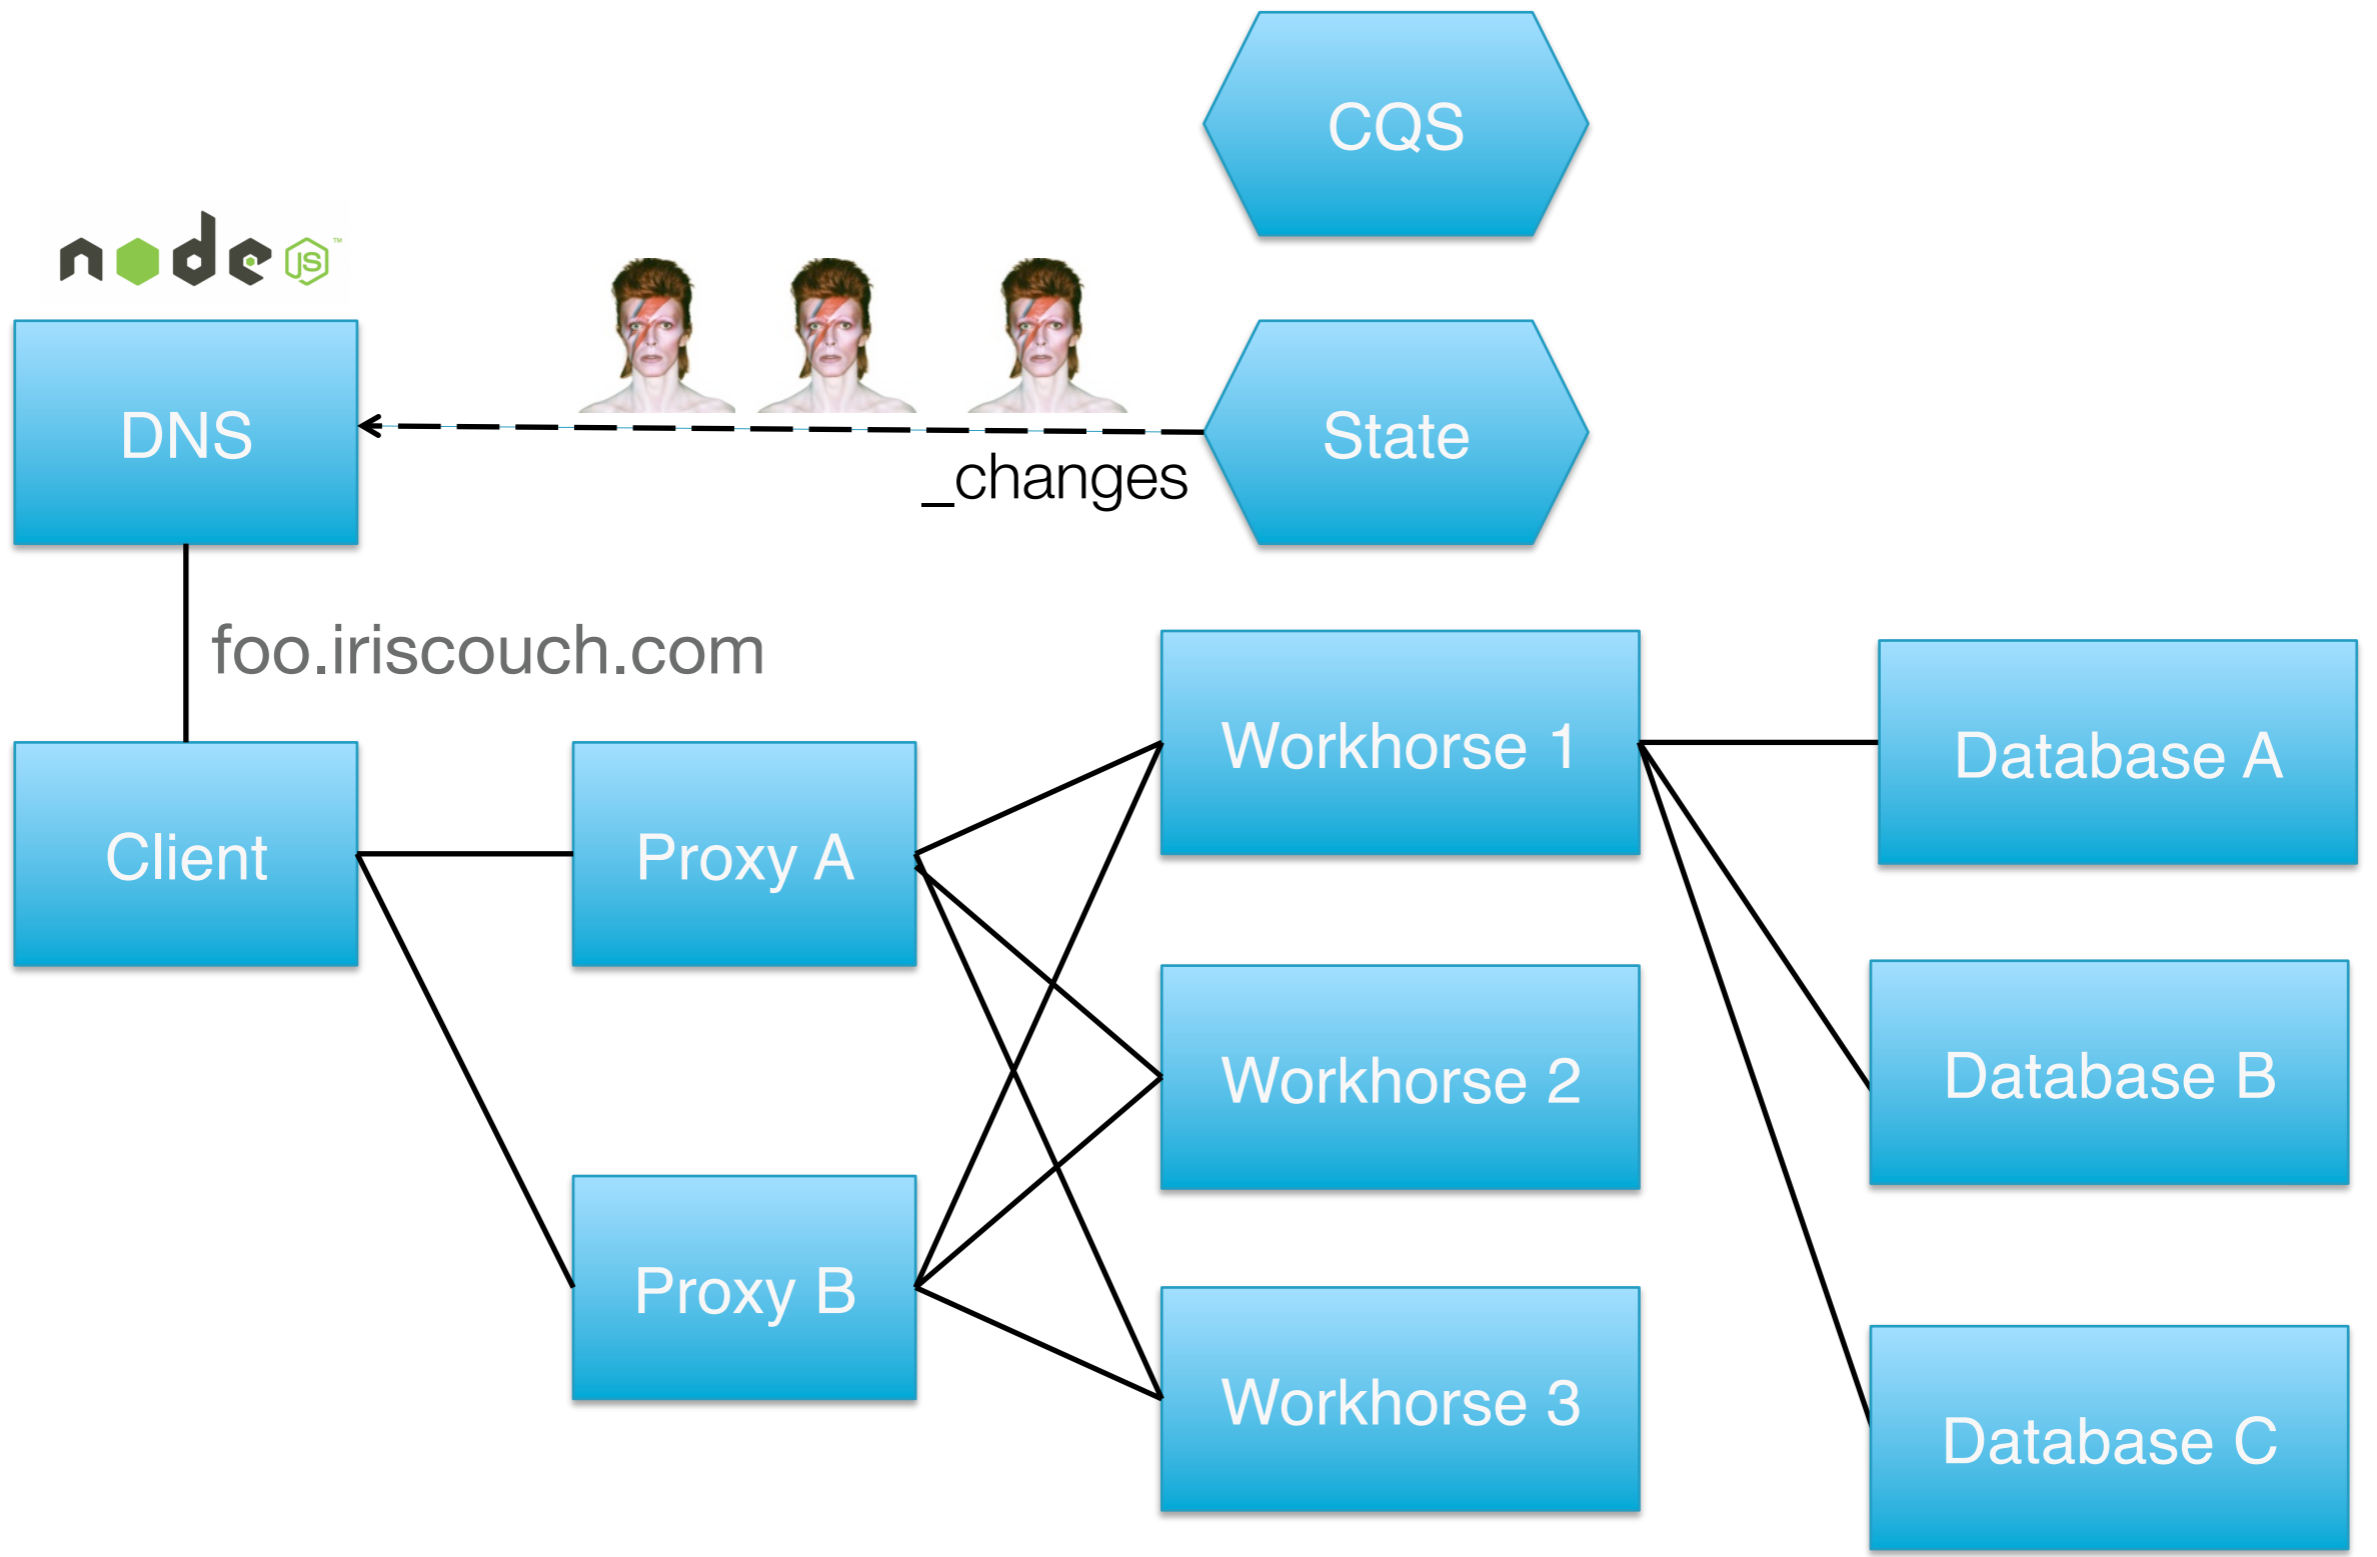 CQS
node JS ™
DNS
State
_changes
foo.iriscouch.com
Client
Proxy A
Workhorse 1
Database A
Workhorse 2
Database B
Proxy B
Workhorse 3
Database C